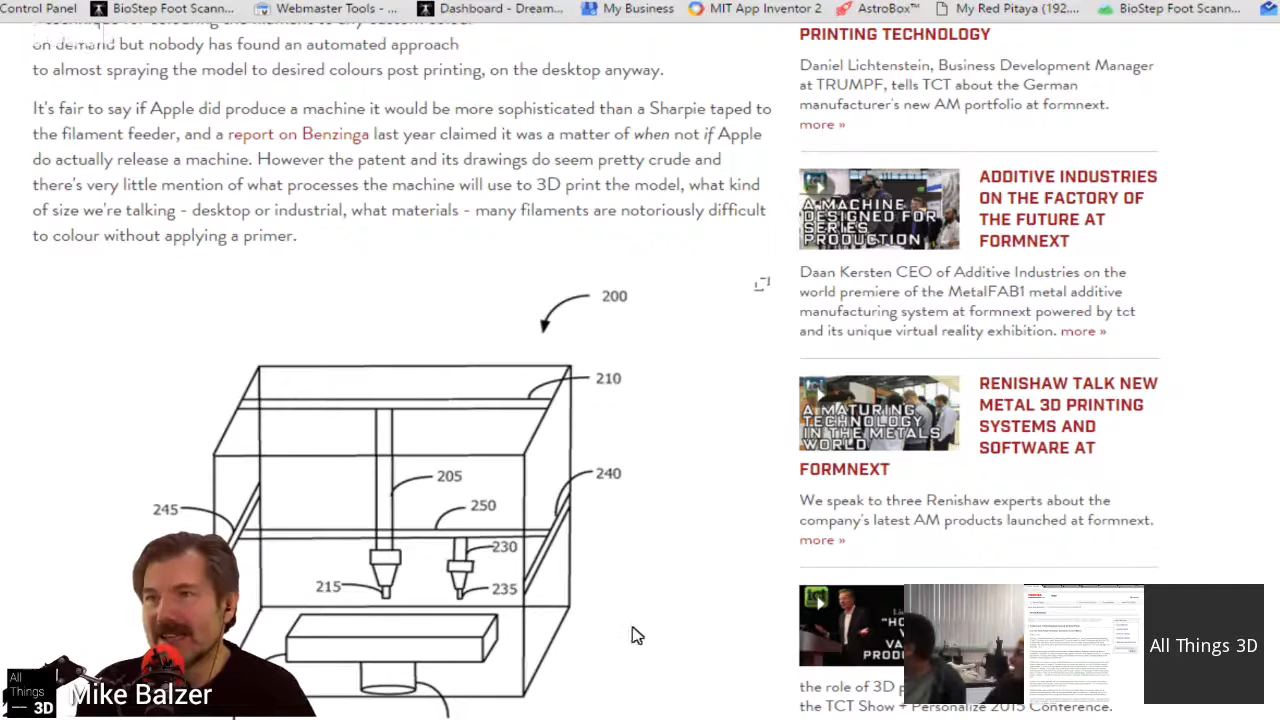 Control Panel
BioStep Foot Scann...
Webmaster Tools - ...
Dashboard - Dream...
My Business
MIT App Inventor 2
AstroBox™
My Red Pitaya (192....
BioStep Foot Scann...
on demand but nobody has found an automated approach
to almost spraying the model to desired colours post printing, on the desktop anyway.
It's fair to say if Apple did produce a machine it would be more sophisticated than a Sharpie taped to
the filament feeder, and a report on Benzinga last year claimed it was a matter of when not if Apple
do actually release a machine. However the patent and its drawings do seem pretty crude and
there's very little mention of what processes the machine will use to 3D print the model, what kind
of size we're talking - desktop or industrial, what materials - many filaments are notoriously difficult
to colour without applying a primer.
200
210
205
240
250
245
230
215
235
PRINTING TECHNOLOGY
Daniel Lichtenstein, Business Development Manager
at TRUMPF, tells TCT about the German
manufacturer's new AM portfolio at formnext.
more »
A MACHINE
DESIGNED FOR
SERIES
PRODUCTION
ADDITIVE INDUSTRIES
ON THE FACTORY OF
THE FUTURE AT
FORMNEXT
Daan Kersten CEO of Additive Industries on the
world premiere of the MetalFAB1 metal additive
manufacturing system at formnext powered by tct
and its unique virtual reality exhibition. more »
tct
A MATURING
TECHNOLOGY
IN THE METALS
WORLD
RENISHAW TALK NEW
METAL 3D PRINTING
SYSTEMS AND
SOFTWARE AT
FORMNEXT
We speak to three Renishaw experts about the
company's latest AM products launched at formnext.
more »
tct
the role of 3D
the TCT Show + Personalize 2015 Conference.
All Things 3D
All
Things
3D
Mike Balzer